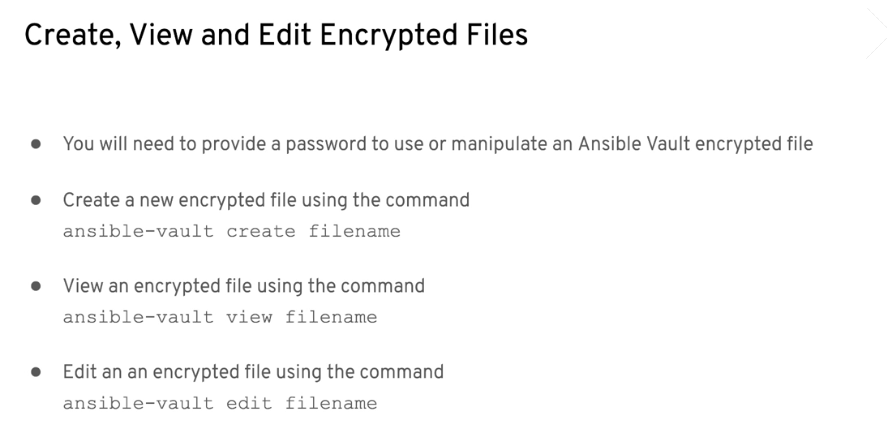 Create, View and Edit Encrypted Files
● You will need to provide a password to use or manipulate an Ansible Vault encrypted file
● Create a new encrypted file using the command
ansible-vault create filename
● View an encrypted file using the command
ansible-vault view filename
● Edit an an encrypted file using the command
ansible-vault edit filename